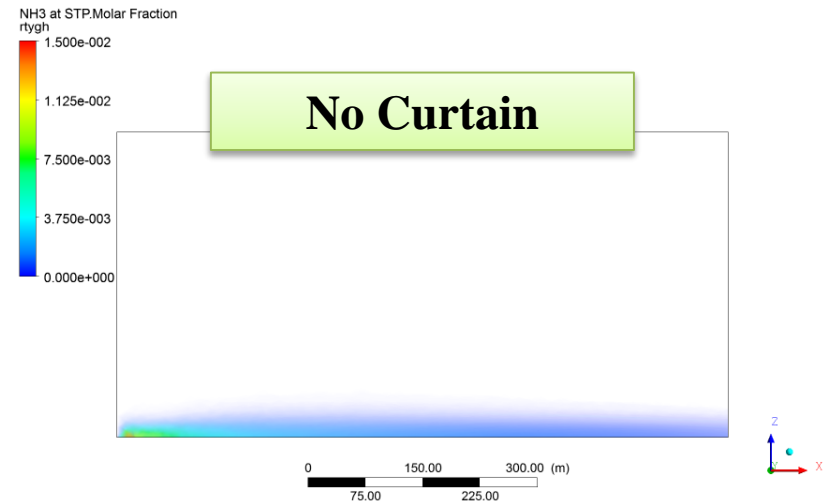 NH3 at STP.Molar Fraction
rtygh
1.500e-002
1.125e-002
7.500e-003
3.750e-003
0.000e+000
No Curtain
0 150.00 300.00 (m)
75.00 225.00
Z
Y X